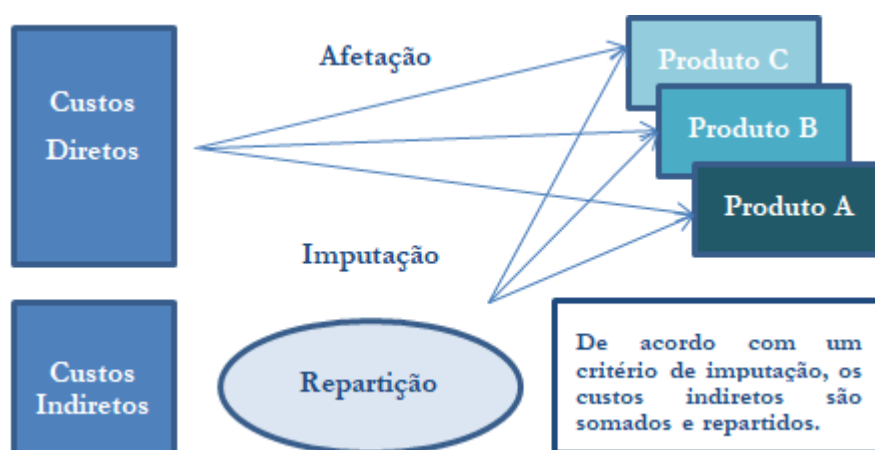 Afetação
Custos
Diretos
Produto C
Produto B
Produto A
Imputação
Custos
Indiretos
Repartição
De acordo com um
critério de imputação, os
custos indiretos são
somados e repartidos.